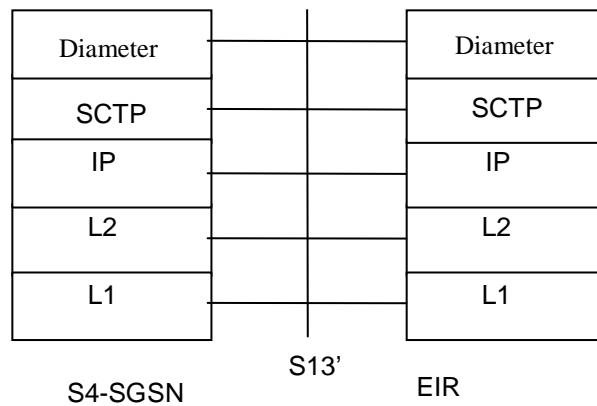 Diameter Diameter
SCTP SCTP
IP IP
L2 L2
L1 L1
S13’
S4-SGSN EIR